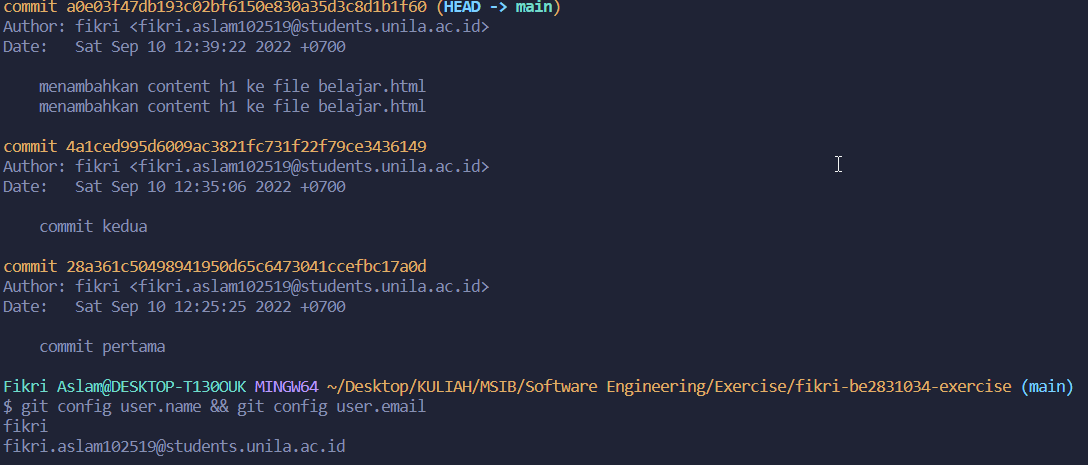 commit a0e03f47db193c02bf6150e830a35d3c8d1b1f60 (HEAD -> main)
Author: fikri <fikri.aslam102519@students.unila.ac.id>
Date:   Sat Sep 10 12:39:22 2022 +0700
menambahkan content h1 ke file belajar.html
menambahkan content h1 ke file belajar.html
commit 4a1ced995d6009ac3821fc731f22f79ce3436149
Author: fikri <fikri.aslam102519@students.unila.ac.id>
Date:   Sat Sep 10 12:35:06 2022 +0700
commit kedua
commit 28a361c50498941950d65c6473041ccefbc17a0d
Author: fikri <fikri.aslam102519@students.unila.ac.id>
Date:   Sat Sep 10 12:25:25 2022 +0700
commit pertama
Fikri Aslam@DESKTOP-T130OUK MINGW64 ~/Desktop/KULIAH/MSIB/Software Engineering/Exercise/fikri-be2831034-exercise (main)
$ git config user.name && git config user.email
fikri
fikri.aslam102519@students.unila.ac.id